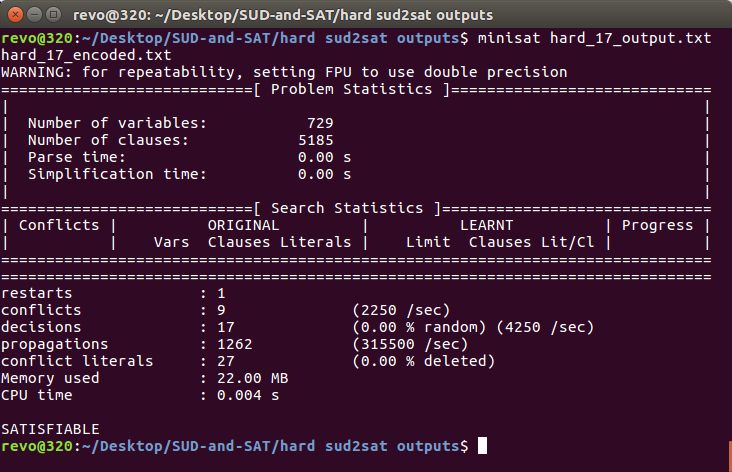 revo@320: ~/Desktop/SUD-and-SAT/hard sud2sat outputs
revo@320:~/Desktop/SUD-and-SAT/hard sud2sat outputs$ minisat hard_17_output.txt
hard_17_encoded.txt
WARNING: for repeatability, setting FPU to use double precision
============================[ Problem Statistics ]=============================
|                                                                             |
|  Number of variables:           729                                         |
|  Number of clauses:            5185                                         |
|  Parse time:                   0.00 s                                       |
|  Simplification time:          0.00 s                                       |
|                                                                             |
============================[ Search Statistics ]==============================
| Conflicts |          ORIGINAL         |          LEARNT          | Progress |
|           |    Vars  Clauses Literals |    Limit  Clauses Lit/Cl |          |
===============================================================================
===============================================================================
restarts              : 1
conflicts             : 9              (2250 /sec)
decisions             : 17             (0.00 % random) (4250 /sec)
propagations          : 1262           (315500 /sec)
conflict literals     : 27             (0.00 % deleted)
Memory used           : 22.00 MB
CPU time              : 0.004 s

SATISFIABLE
revo@320:~/Desktop/SUD-and-SAT/hard sud2sat outputs$